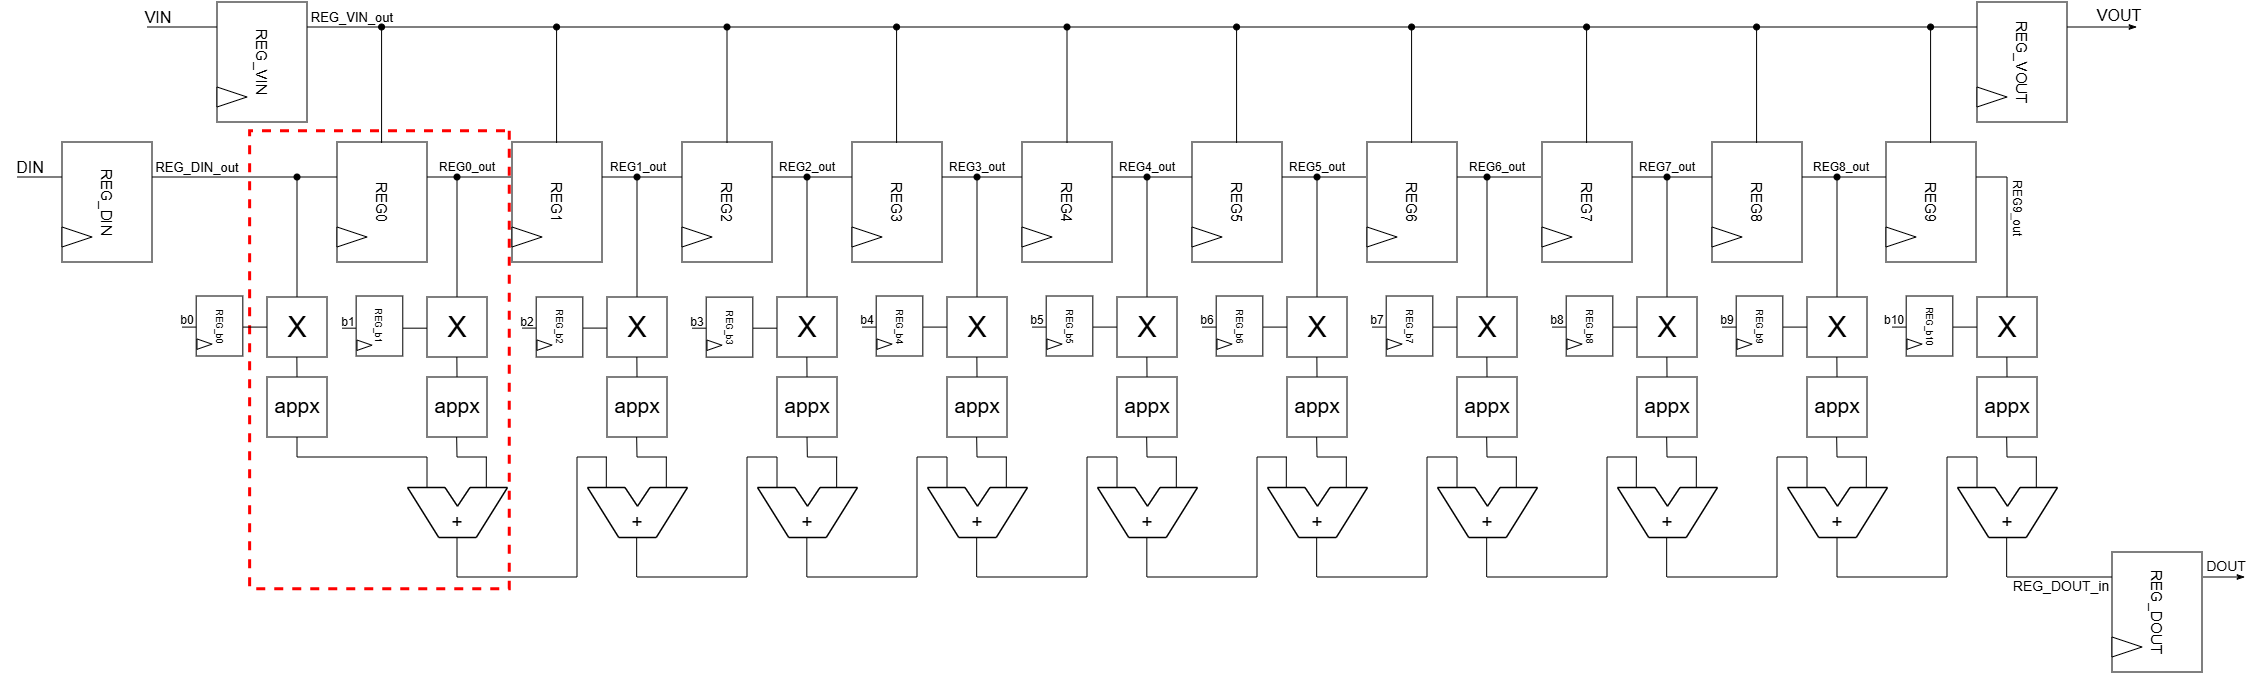 VIN
REG_VIN
REG_VIN_out
REG_VOUT
VOUT
DIN
REG_DIN
REG_DIN_out
REG0
REG0_out
REG1
REG1_out
REG2
REG2_out
REG3
REG3_out
REG4
REG4_out
REG5
REG5_out
REG6
REG6_out
REG7
REG7_out
REG8
REG8_out
REG9
REG9_out
b0
REG_b0
X
b1
REG_b1
X
b2
REG_b2
X
b3
REG_b3
X
b4
REG_b4
X
b5
REG_b5
X
b6
REG_b6
X
b7
REG_b7
X
b8
REG_b8
X
b9
REG_b9
X
b10
REG_b10
X
appx
appx
appx
appx
appx
appx
appx
appx
appx
appx
appx
+
+
+
+
+
+
+
+
+
+
REG_DOUT_in
REG_DOUT
DOUT